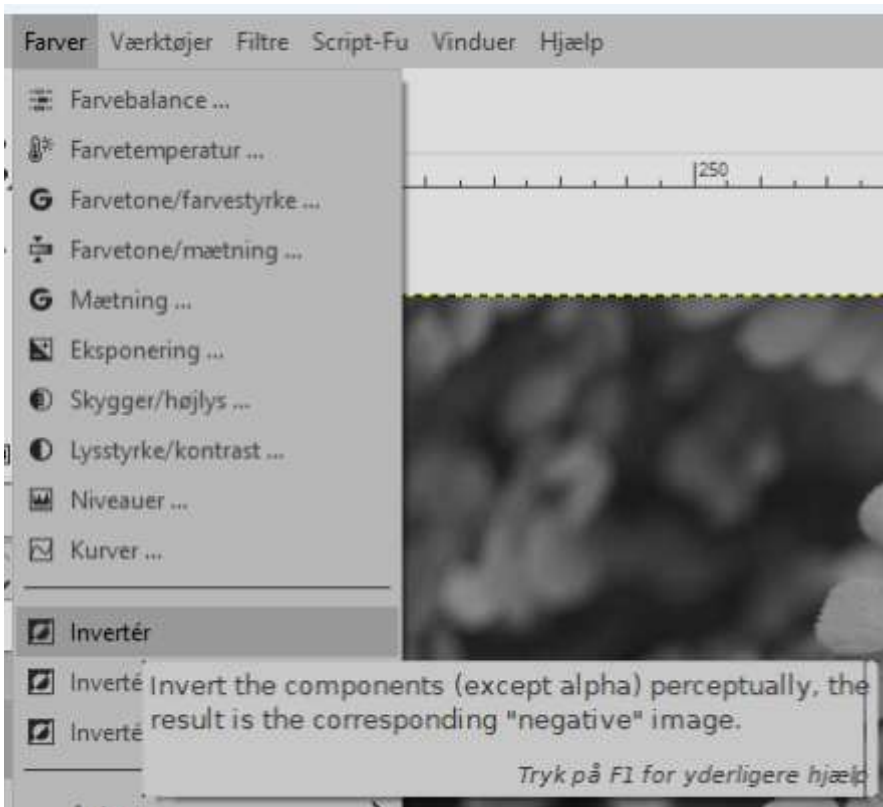 Farver Værktøjer Filtre Script-Fu Vinduer Hjælp
Farvebalance ...
Farvetemperatur ...
250
Farvetone/farvestyrke ...
Farvetone/mætning ...
Mætning ...
Eksponering ...
Skygger/højlys ...
Lysstyrke/kontrast ...
Niveauer ...
Kurver ...
Invertér
Inverté
Invert the components (except alpha) perceptually, the
Inverté
result is the corresponding "negative" image.
Tryk på F1 for yderligere hjælp